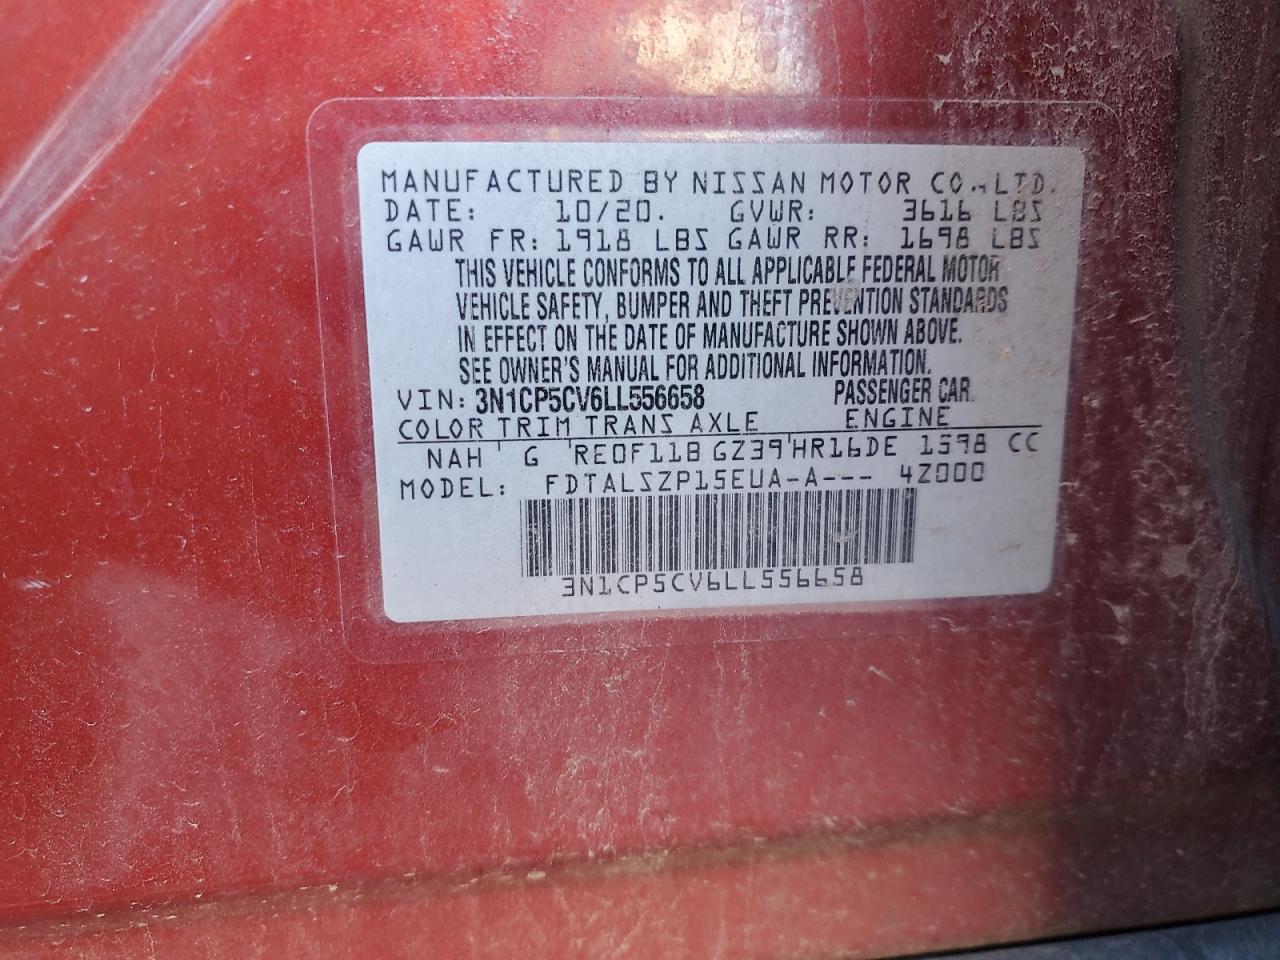 MANUFACTURED BY NISSAN MOTOR CO., LTD.
DATE: 10/20. GVWR: 3616 LBS
GAWR FR: 1918 LBS GAWR RR: 1698 LBS
THIS VEHICLE CONFORMS TO ALL APPLICABLE FEDERAL MOTOR
VEHICLE SAFETY, BUMPER AND THEFT PREVENTION STANDARDS
IN EFFECT ON THE DATE OF MANUFACTURE SHOWN ABOVE.
SEE OWNER'S MANUAL FOR ADDITIONAL INFORMATION.
VIN: 3N1CP5CV6LL556658 PASSENGER CAR
COLOR TRIM TRANS AXLE ENGINE
NAH G RE0F11B GZ39 HR16DE 1598 CC
MODEL: FDTALSZP15EUA-A--- 4Z000
3N1CP5CV6LL556658